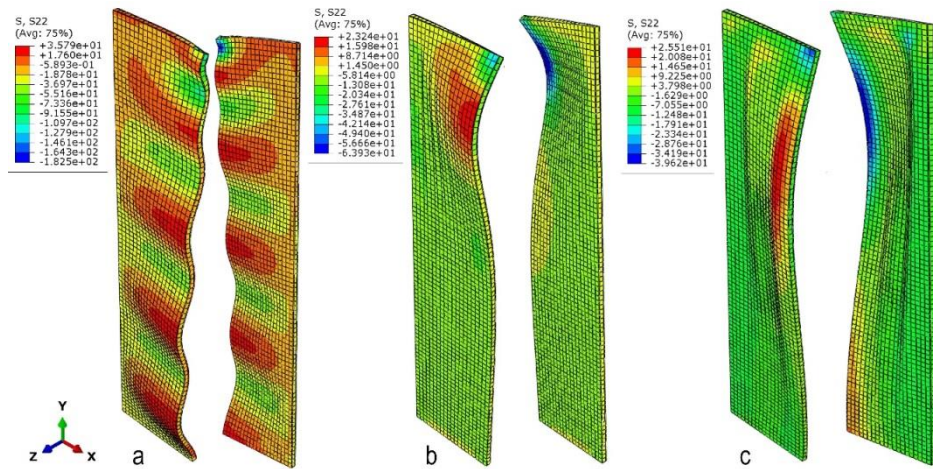 S, S22
(Avg: 75%)
+3.579e+01
+1.760e+01
-5.893e-01
-1.878e+01
-3.697e+01
-5.516e+01
-7.336e+01
-9.155e+01
-1.097e+02
-1.279e+02
-1.461e+02
-1.643e+02
-1.825e+02
S, S22
(Avg: 75%)
+2.324e+01
+1.598e+01
+8.714e+00
+1.450e+00
-5.814e+00
-1.308e+01
-2.034e+01
-2.761e+01
-3.487e+01
-4.214e+01
-4.940e+01
-5.666e+01
-6.393e+01
S, S22
(Avg: 75%)
+2.551e+01
+2.008e+01
+1.465e+01
+9.225e+00
+3.798e+00
-1.629e+00
-7.055e+00
-1.248e+01
-1.791e+01
-2.334e+01
-2.876e+01
-3.419e+01
-3.962e+01
Y
Z
X
a
b
c